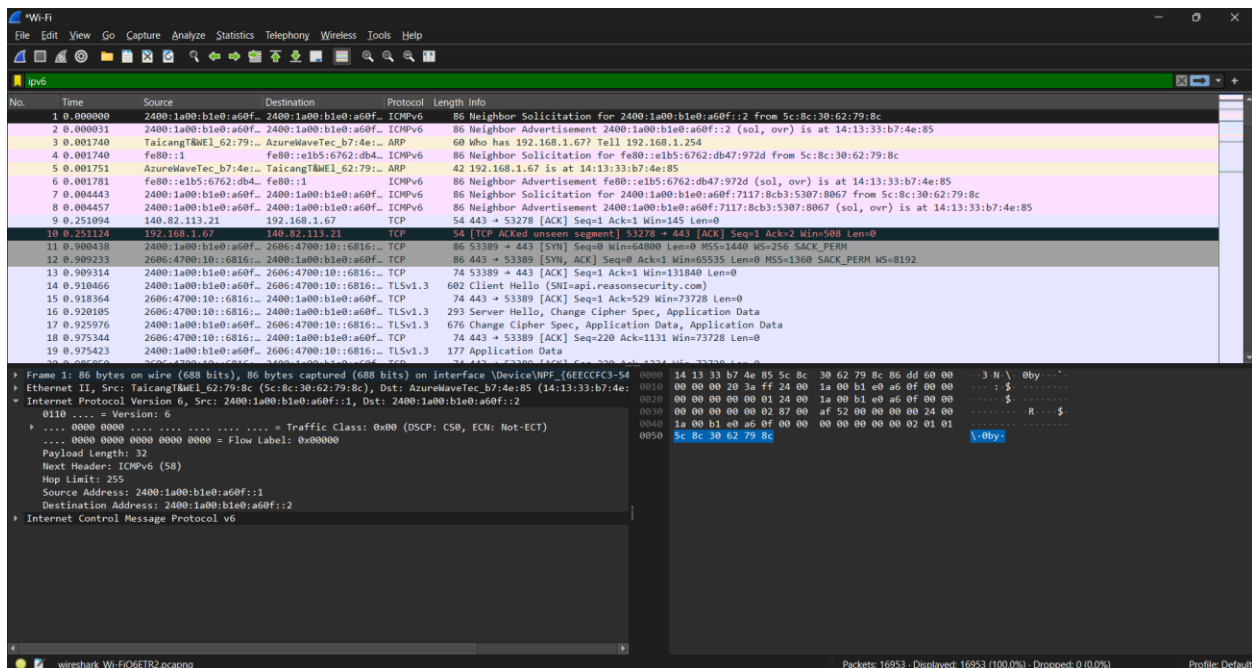 *Wi-Fi
File Edit View Go Capture Analyze Statistics Telephony Wireless Tools Help
ipv6
No. Time Source Destination Protocol Length Info
1 0.000000 2400:1a00:b1e0:a60f… 2400:1a00:b1e0:a60f… ICMPv6 86 Neighbor Solicitation for 2400:1a00:b1e0:a60f::2 from 5c:8c:30:62:79:8c
2 0.000031 2400:1a00:b1e0:a60f… 2400:1a00:b1e0:a60f… ICMPv6 86 Neighbor Advertisement 2400:1a00:b1e0:a60f::2 (sol, ovr) is at 14:13:33:b7:4e:85
3 0.001740 TaicangT&WEl_62:79:… AzureWaveTec_b7:4e:… ARP 60 Who has 192.168.1.67? Tell 192.168.1.254
4 0.001740 fe80::1 fe80::e1b5:6762:db4… ICMPv6 86 Neighbor Solicitation for fe80::e1b5:6762:db47:972d from 5c:8c:30:62:79:8c
5 0.001751 AzureWaveTec_b7:4e:… TaicangT&WEl_62:79:… ARP 42 192.168.1.67 is at 14:13:33:b7:4e:85
6 0.001781 fe80::e1b5:6762:db4… fe80::1 ICMPv6 86 Neighbor Advertisement fe80::e1b5:6762:db47:972d (sol, ovr) is at 14:13:33:b7:4e:85
7 0.004443 2400:1a00:b1e0:a60f… 2400:1a00:b1e0:a60f… ICMPv6 86 Neighbor Solicitation for 2400:1a00:b1e0:a60f:7117:8cb3:5307:8067 from 5c:8c:30:62:79:8c
8 0.004457 2400:1a00:b1e0:a60f… 2400:1a00:b1e0:a60f… ICMPv6 86 Neighbor Advertisement 2400:1a00:b1e0:a60f:7117:8cb3:5307:8067 (sol, ovr) is at 14:13:33:b7:4e:85
9 0.251094 140.82.113.21 192.168.1.67 TCP 54 443 → 53278 [ACK] Seq=1 Ack=1 Win=145 Len=0
10 0.251124 192.168.1.67 140.82.113.21 TCP 54 [TCP ACKed unseen segment] 53278 → 443 [ACK] Seq=1 Ack=2 Win=508 Len=0
11 0.900438 2400:1a00:b1e0:a60f… 2606:4700:10::6816:… TCP 86 53389 → 443 [SYN] Seq=0 Win=64800 Len=0 MSS=1440 WS=256 SACK_PERM
12 0.909233 2606:4700:10::6816:… 2400:1a00:b1e0:a60f… TCP 86 443 → 53389 [SYN, ACK] Seq=0 Ack=1 Win=65535 Len=0 MSS=1360 SACK_PERM WS=8192
13 0.909314 2400:1a00:b1e0:a60f… 2606:4700:10::6816:… TCP 74 53389 → 443 [ACK] Seq=1 Ack=1 Win=131840 Len=0
14 0.910466 2400:1a00:b1e0:a60f… 2606:4700:10::6816:… TLSv1.3 602 Client Hello (SNI=api.reasonsecurity.com)
15 0.918364 2606:4700:10::6816:… 2400:1a00:b1e0:a60f… TCP 74 443 → 53389 [ACK] Seq=1 Ack=529 Win=73728 Len=0
16 0.920105 2606:4700:10::6816:… 2400:1a00:b1e0:a60f… TLSv1.3 293 Server Hello, Change Cipher Spec, Application Data
17 0.925976 2400:1a00:b1e0:a60f… 2606:4700:10::6816:… TLSv1.3 676 Change Cipher Spec, Application Data, Application Data
18 0.975344 2606:4700:10::6816:… 2400:1a00:b1e0:a60f… TCP 74 443 → 53389 [ACK] Seq=220 Ack=1131 Win=73728 Len=0
19 0.975423 2400:1a00:b1e0:a60f… 2606:4700:10::6816:… TLSv1.3 177 Application Data
Frame 1: 86 bytes on wire (688 bits), 86 bytes captured (688 bits) on interface \Device\NPF_{6EECCFC3-54
Ethernet II, Src: TaicangT&WEl_62:79:8c (5c:8c:30:62:79:8c), Dst: AzureWaveTec_b7:4e:85 (14:13:33:b7:4e:
Internet Protocol Version 6, Src: 2400:1a00:b1e0:a60f::1, Dst: 2400:1a00:b1e0:a60f::2
0110 .... = Version: 6
.... 0000 0000 .... .... .... .... .... = Traffic Class: 0x00 (DSCP: CS0, ECN: Not-ECT)
.... 0000 0000 0000 0000 0000 = Flow Label: 0x00000
Payload Length: 32
Next Header: ICMPv6 (58)
Hop Limit: 255
Source Address: 2400:1a00:b1e0:a60f::1
Destination Address: 2400:1a00:b1e0:a60f::2
Internet Control Message Protocol v6
0000 14 13 33 b7 4e 85 5c 8c 30 62 79 8c 86 dd 60 00 ··3·N·\· 0by···`·
0010 00 00 00 20 3a ff 24 00 1a 00 b1 e0 a6 0f 00 00 ··· :·$· ········
0020 00 00 00 00 00 01 24 00 1a 00 b1 e0 a6 0f 00 00 ······$· ········
0030 00 00 00 00 00 02 87 00 af 52 00 00 00 00 24 00 ········ ·R····$·
0040 1a 00 b1 e0 a6 0f 00 00 00 00 00 00 00 02 01 01 ········ ········
0050 5c 8c 30 62 79 8c \·0by·
wireshark_Wi-FiO6ETR2.pcapng
Packets: 16953 · Displayed: 16953 (100.0%) · Dropped: 0 (0.0%)
Profile: Default